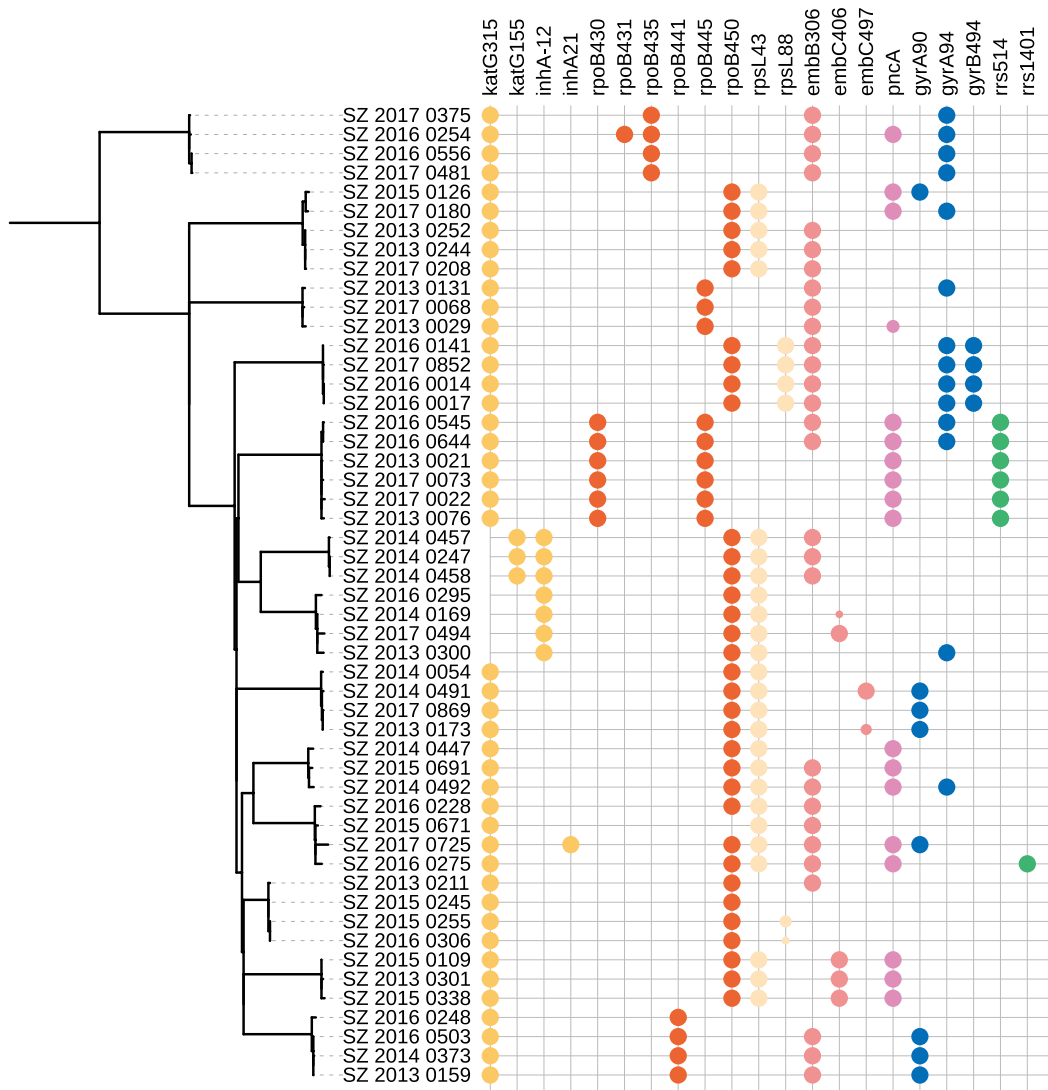 katG315
katG155
inhA-12
inhA21
rpoB430
rpoB431
rpoB435
rpoB441
rpoB445
rpoB450
rpsL43
rpsL88
embB306
embC406
embC497
pncA
gyrA90
gyrA94
gyrB494
rrs514
rrs1401
SZ 2017 0375
SZ 2016 0254
SZ 2016 0556
SZ 2017 0481
SZ 2015 0126
SZ 2017 0180
SZ 2013 0252
SZ 2013 0244
SZ 2017 0208
SZ 2013 0131
SZ 2017 0068
SZ 2013 0029
SZ 2016 0141
SZ 2017 0852
SZ 2016 0014
SZ 2016 0017
SZ 2016 0545
SZ 2016 0644
SZ 2013 0021
SZ 2017 0073
SZ 2017 0022
SZ 2013 0076
SZ 2014 0457
SZ 2014 0247
SZ 2014 0458
SZ 2016 0295
SZ 2014 0169
SZ 2017 0494
SZ 2013 0300
SZ 2014 0054
SZ 2014 0491
SZ 2017 0869
SZ 2013 0173
SZ 2014 0447
SZ 2015 0691
SZ 2014 0492
SZ 2016 0228
SZ 2015 0671
SZ 2017 0725
SZ 2016 0275
SZ 2013 0211
SZ 2015 0245
SZ 2015 0255
SZ 2016 0306
SZ 2015 0109
SZ 2013 0301
SZ 2015 0338
SZ 2016 0248
SZ 2016 0503
SZ 2014 0373
SZ 2013 0159